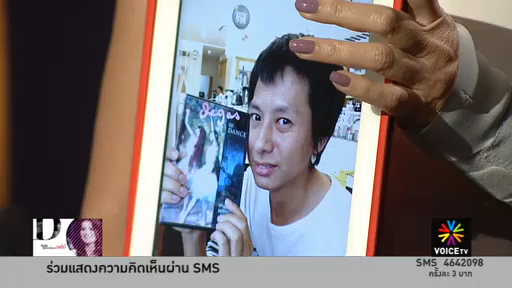 Degas
OF
DANCE
VOICE TV
SMS 4642098
ร่วมแสดงความคิดเห็นผ่าน SMS
ครั้งละ 3 บาท